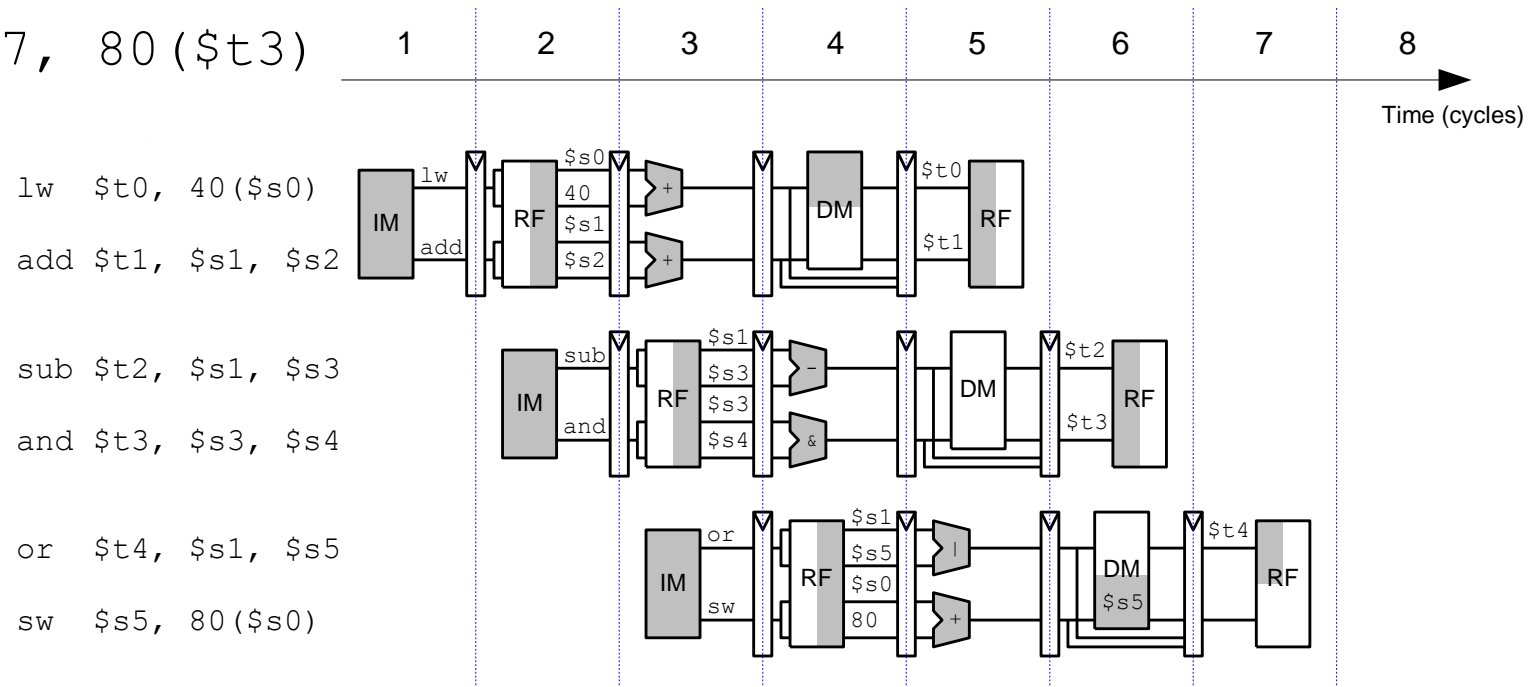 7, 80($t3)
1 2 3 4 5 6 7 8
Time (cycles)
lw $t0, 40($s0)
add $t1, $s1, $s2
IM
lw
add
RF
$s0
40
$s1
$s2
+
+
DM
$t0
$t1
RF
sub $t2, $s1, $s3
and $t3, $s3, $s4
IM
sub
and
RF
$s1
$s3
$s3
$s4
-
&
DM
$t2
$t3
RF
or $t4, $s1, $s5
sw $s5, 80($s0)
IM
or
sw
RF
$s1
$s5
$s0
80
|
+
DM
$s5
$t4
RF